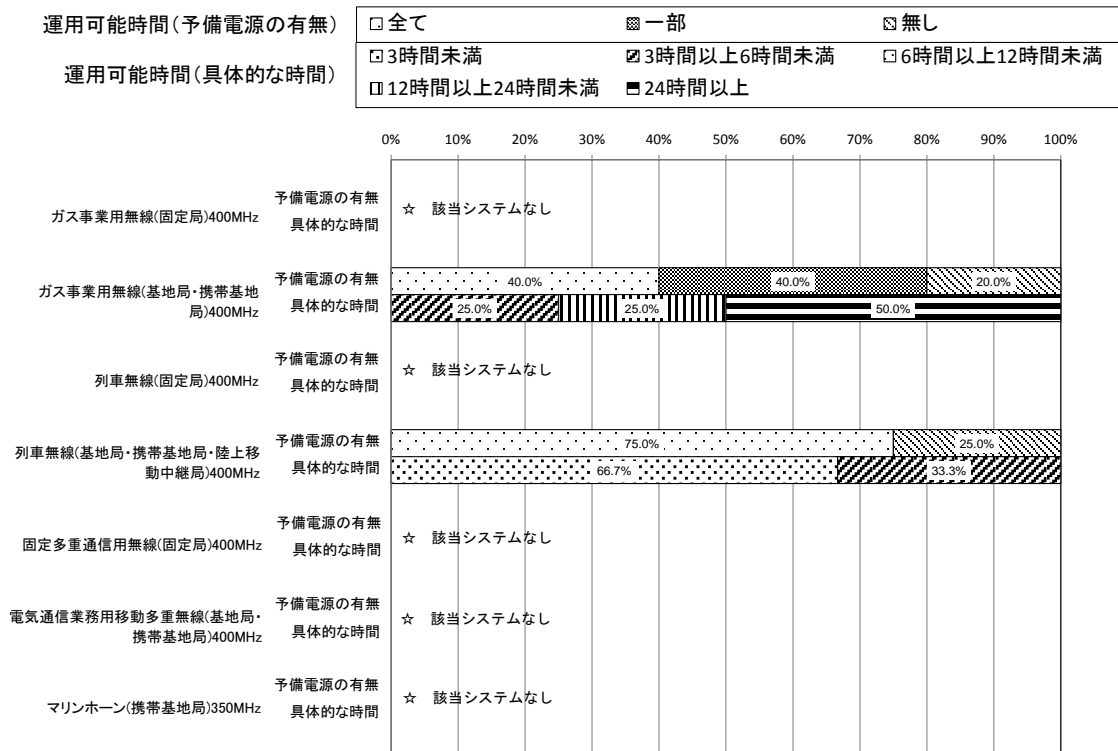 運用可能時間(予備電源の有無)
全て 一部 無し
運用可能時間(具体的な時間)
3時間未満 3時間以上6時間未満 6時間以上12時間未満
12時間以上24時間未満 24時間以上
0% 10% 20% 30% 40% 50% 60% 70% 80% 90% 100%
ガス事業用無線(固定局)400MHz
予備電源の有無
具体的な時間
☆ 該当システムなし
ガス事業用無線(基地局・携帯基地
局)400MHz
予備電源の有無
40.0% 40.0% 20.0%
具体的な時間
25.0% 25.0% 50.0%
列車無線(固定局)400MHz
予備電源の有無
具体的な時間
☆ 該当システムなし
列車無線(基地局・携帯基地局・陸上移
動中継局)400MHz
予備電源の有無
75.0% 25.0%
具体的な時間
66.7% 33.3%
固定多重通信用無線(固定局)400MHz
予備電源の有無
具体的な時間
☆ 該当システムなし
電気通信業務用移動多重無線(基地局・
携帯基地局)400MHz
予備電源の有無
具体的な時間
☆ 該当システムなし
マリンホーン(携帯基地局)350MHz
予備電源の有無
具体的な時間
☆ 該当システムなし